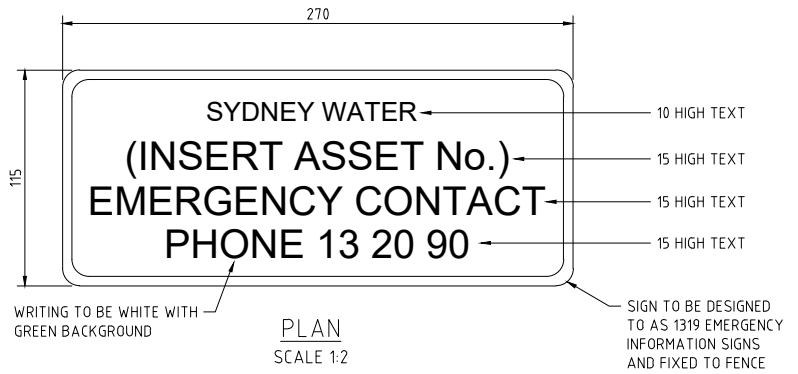 270
SYDNEY WATER
10 HIGH TEXT
(INSERT ASSET No.)
15 HIGH TEXT
115
EMERGENCY CONTACT
15 HIGH TEXT
PHONE 13 20 90
15 HIGH TEXT
WRITING TO BE WHITE WITH
GREEN BACKGROUND
PLAN
SCALE 1:2
SIGN TO BE DESIGNED
TO AS 1319 EMERGENCY
INFORMATION SIGNS
AND FIXED TO FENCE